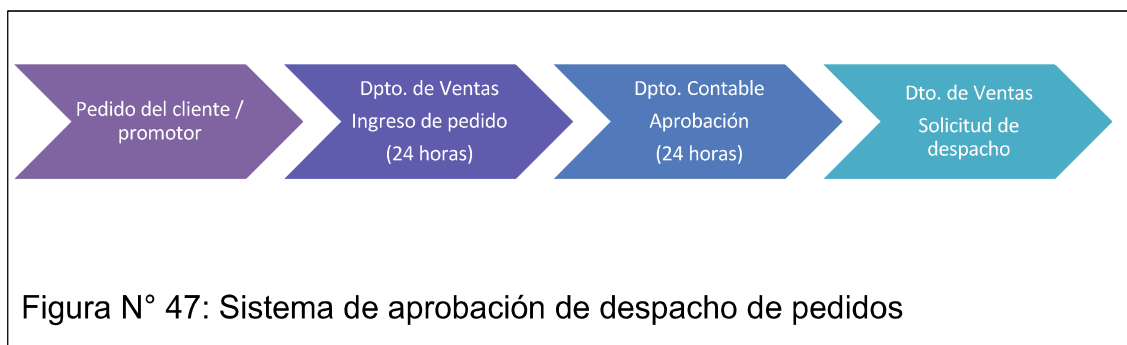 Pedido del cliente /
promotor
Dpto. de Ventas
Ingreso de pedido
(24 horas)
Dpto. Contable
Aprobación
(24 horas)
Dto. de Ventas
Solicitud de
despacho
Figura N° 47: Sistema de aprobación de despacho de pedidos